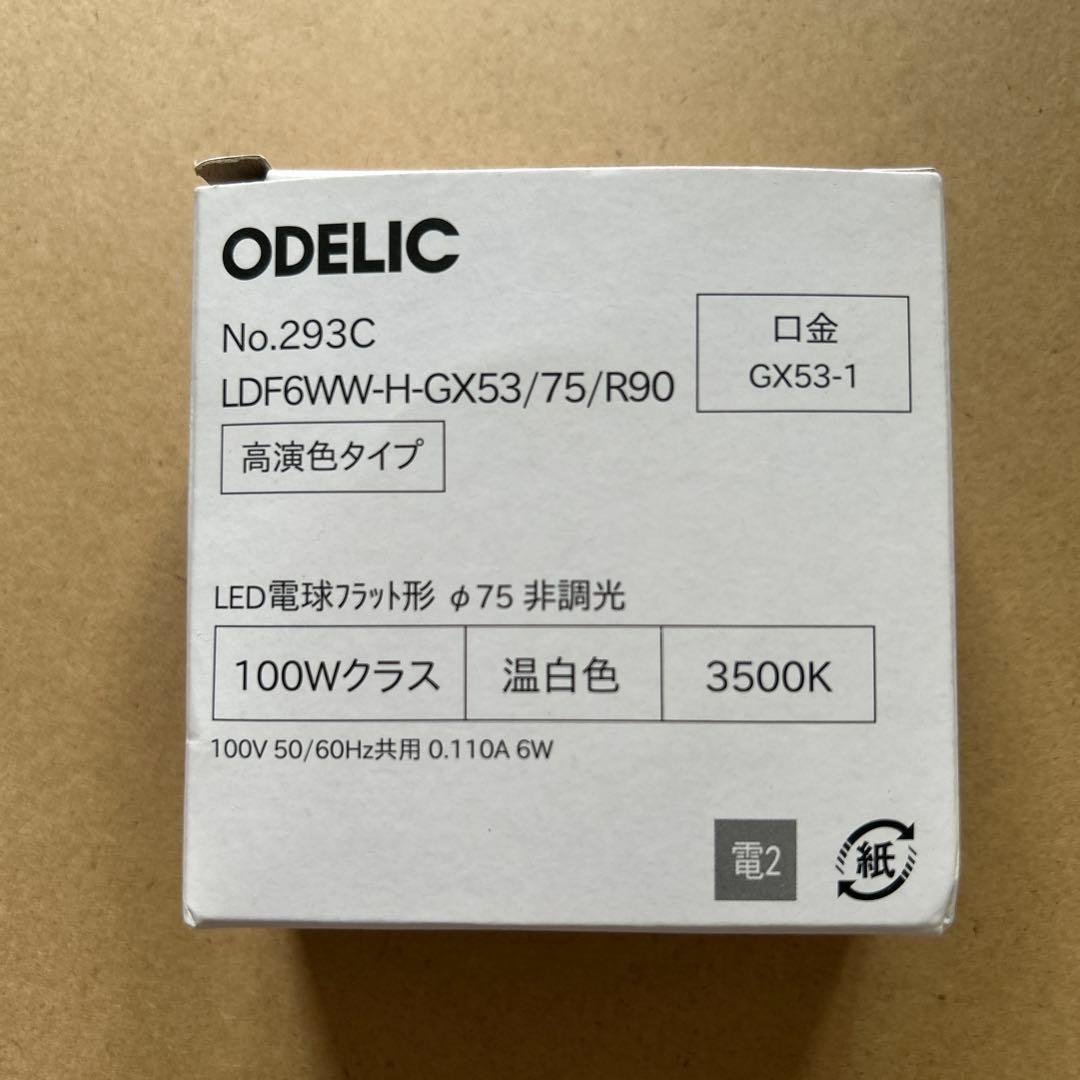 ODELIC
No.293C
LDF6WW-H-GX53/75/R90
口金
GX53-1
高演色タイプ
LED電球フラット形 φ75 非調光
100Wクラス 温白色 3500K
100V 50/60Hz共用 0.110A 6W
電2
紙